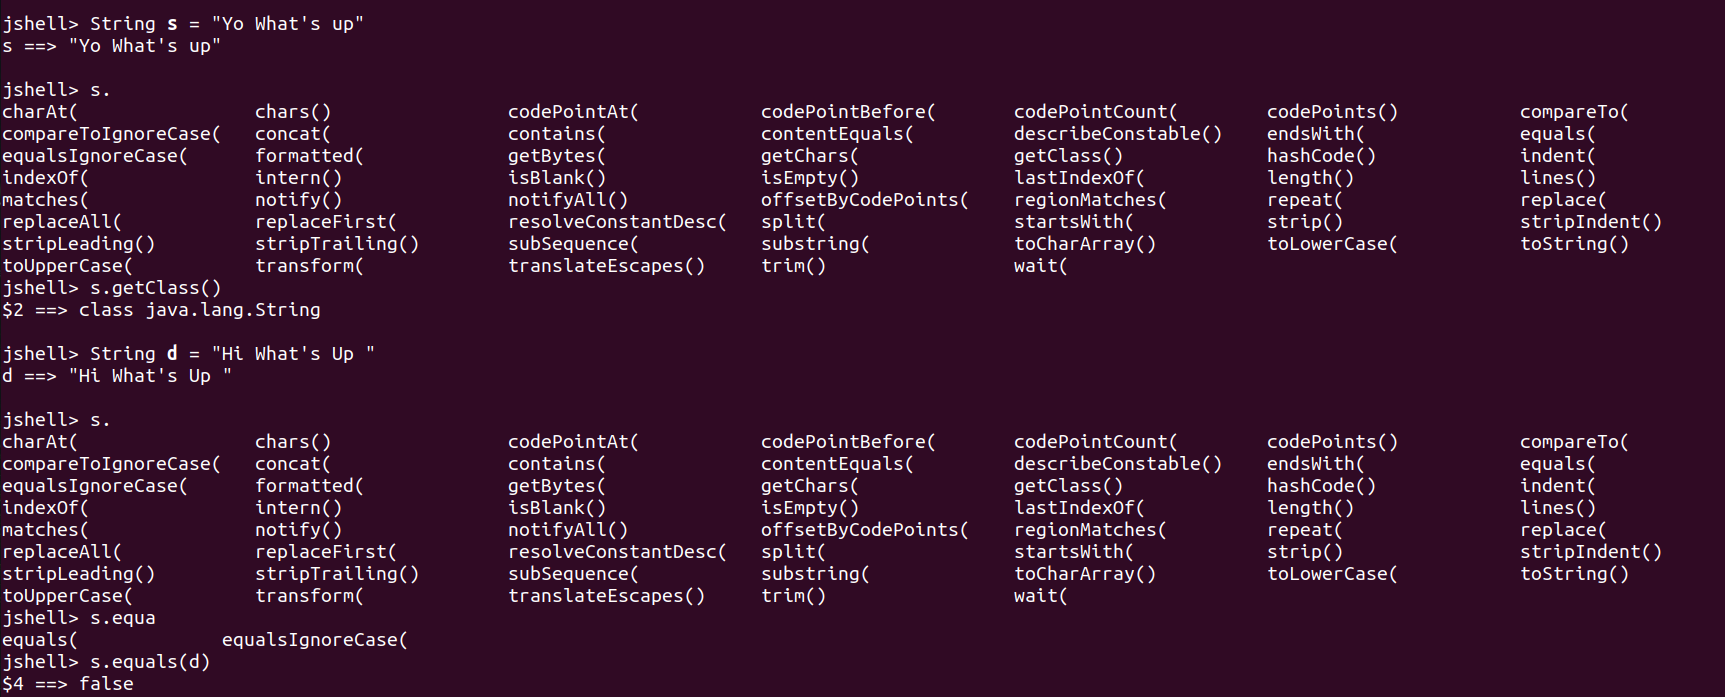 jshell> String s = "Yo What's up"
s ==> "Yo What's up"
jshell> s.
charAt( chars() codePointAt( codePointBefore( codePointCount( codePoints() compareTo(
compareToIgnoreCase( concat( contains( contentEquals( describeConstable() endsWith( equals(
equalsIgnoreCase( formatted( getBytes( getChars( getClass() hashCode() indent(
indexOf( intern() isBlank() isEmpty() lastIndexOf( length() lines()
matches( notify() notifyAll() offsetByCodePoints( regionMatches( repeat( replace(
replaceAll( replaceFirst( resolveConstantDesc( split( startsWith( strip() stripIndent()
stripLeading() stripTrailing() subSequence( substring( toCharArray() toLowerCase( toString()
toUpperCase( transform( translateEscapes() trim() wait(
jshell> s.getClass()
$2 ==> class java.lang.String
jshell> String d = "Hi What's Up "
d ==> "Hi What's Up "
jshell> s.
charAt( chars() codePointAt( codePointBefore( codePointCount( codePoints() compareTo(
compareToIgnoreCase( concat( contains( contentEquals( describeConstable() endsWith( equals(
equalsIgnoreCase( formatted( getBytes( getChars( getClass() hashCode() indent(
indexOf( intern() isBlank() isEmpty() lastIndexOf( length() lines()
matches( notify() notifyAll() offsetByCodePoints( regionMatches( repeat( replace(
replaceAll( replaceFirst( resolveConstantDesc( split( startsWith( strip() stripIndent()
stripLeading() stripTrailing() subSequence( substring( toCharArray() toLowerCase( toString()
toUpperCase( transform( translateEscapes() trim() wait(
jshell> s.equa
equals( equalsIgnoreCase(
jshell> s.equals(d)
$4 ==> false